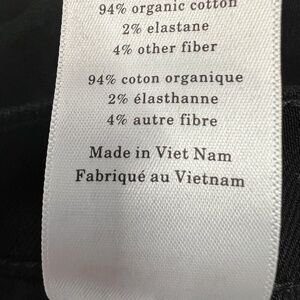 94% organic cotton
2% elastane
4% other fiber
94% coton organique
2% élasthanne
4% autre fibre
Made in Viet Nam
Fabriqué au Vietnam